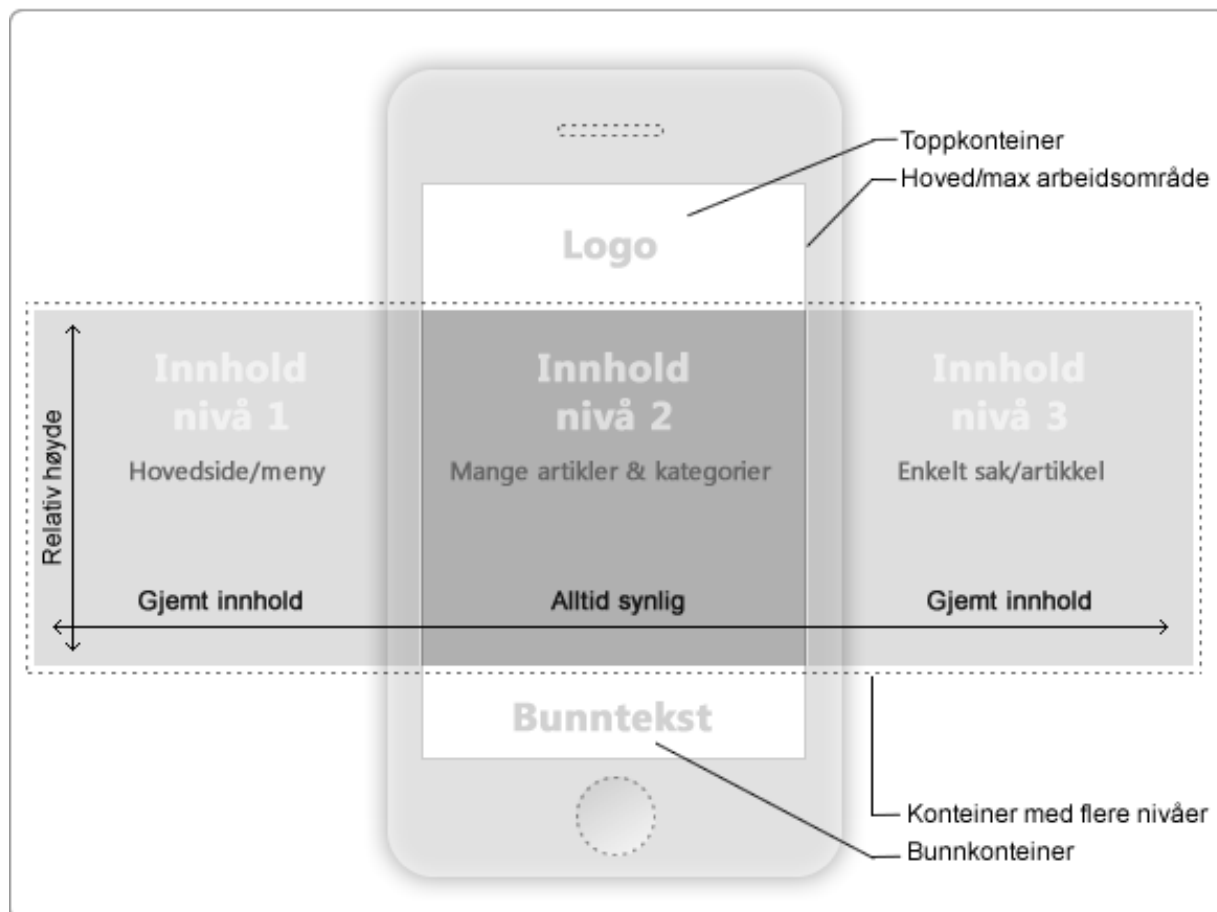 Toppkonteiner
Hoved/max arbeidsområde
Logo
Innhold
nivå 1
Hovedside/meny
Innhold
nivå 2
Mange artikler & kategorier
Innhold
nivå 3
Enkelt sak/artikkel
Relativ høyde
Gjemt innhold
Alltid synlig
Gjemt innhold
Bunntekst
Konteiner med flere nivåer
Bunnkonteiner